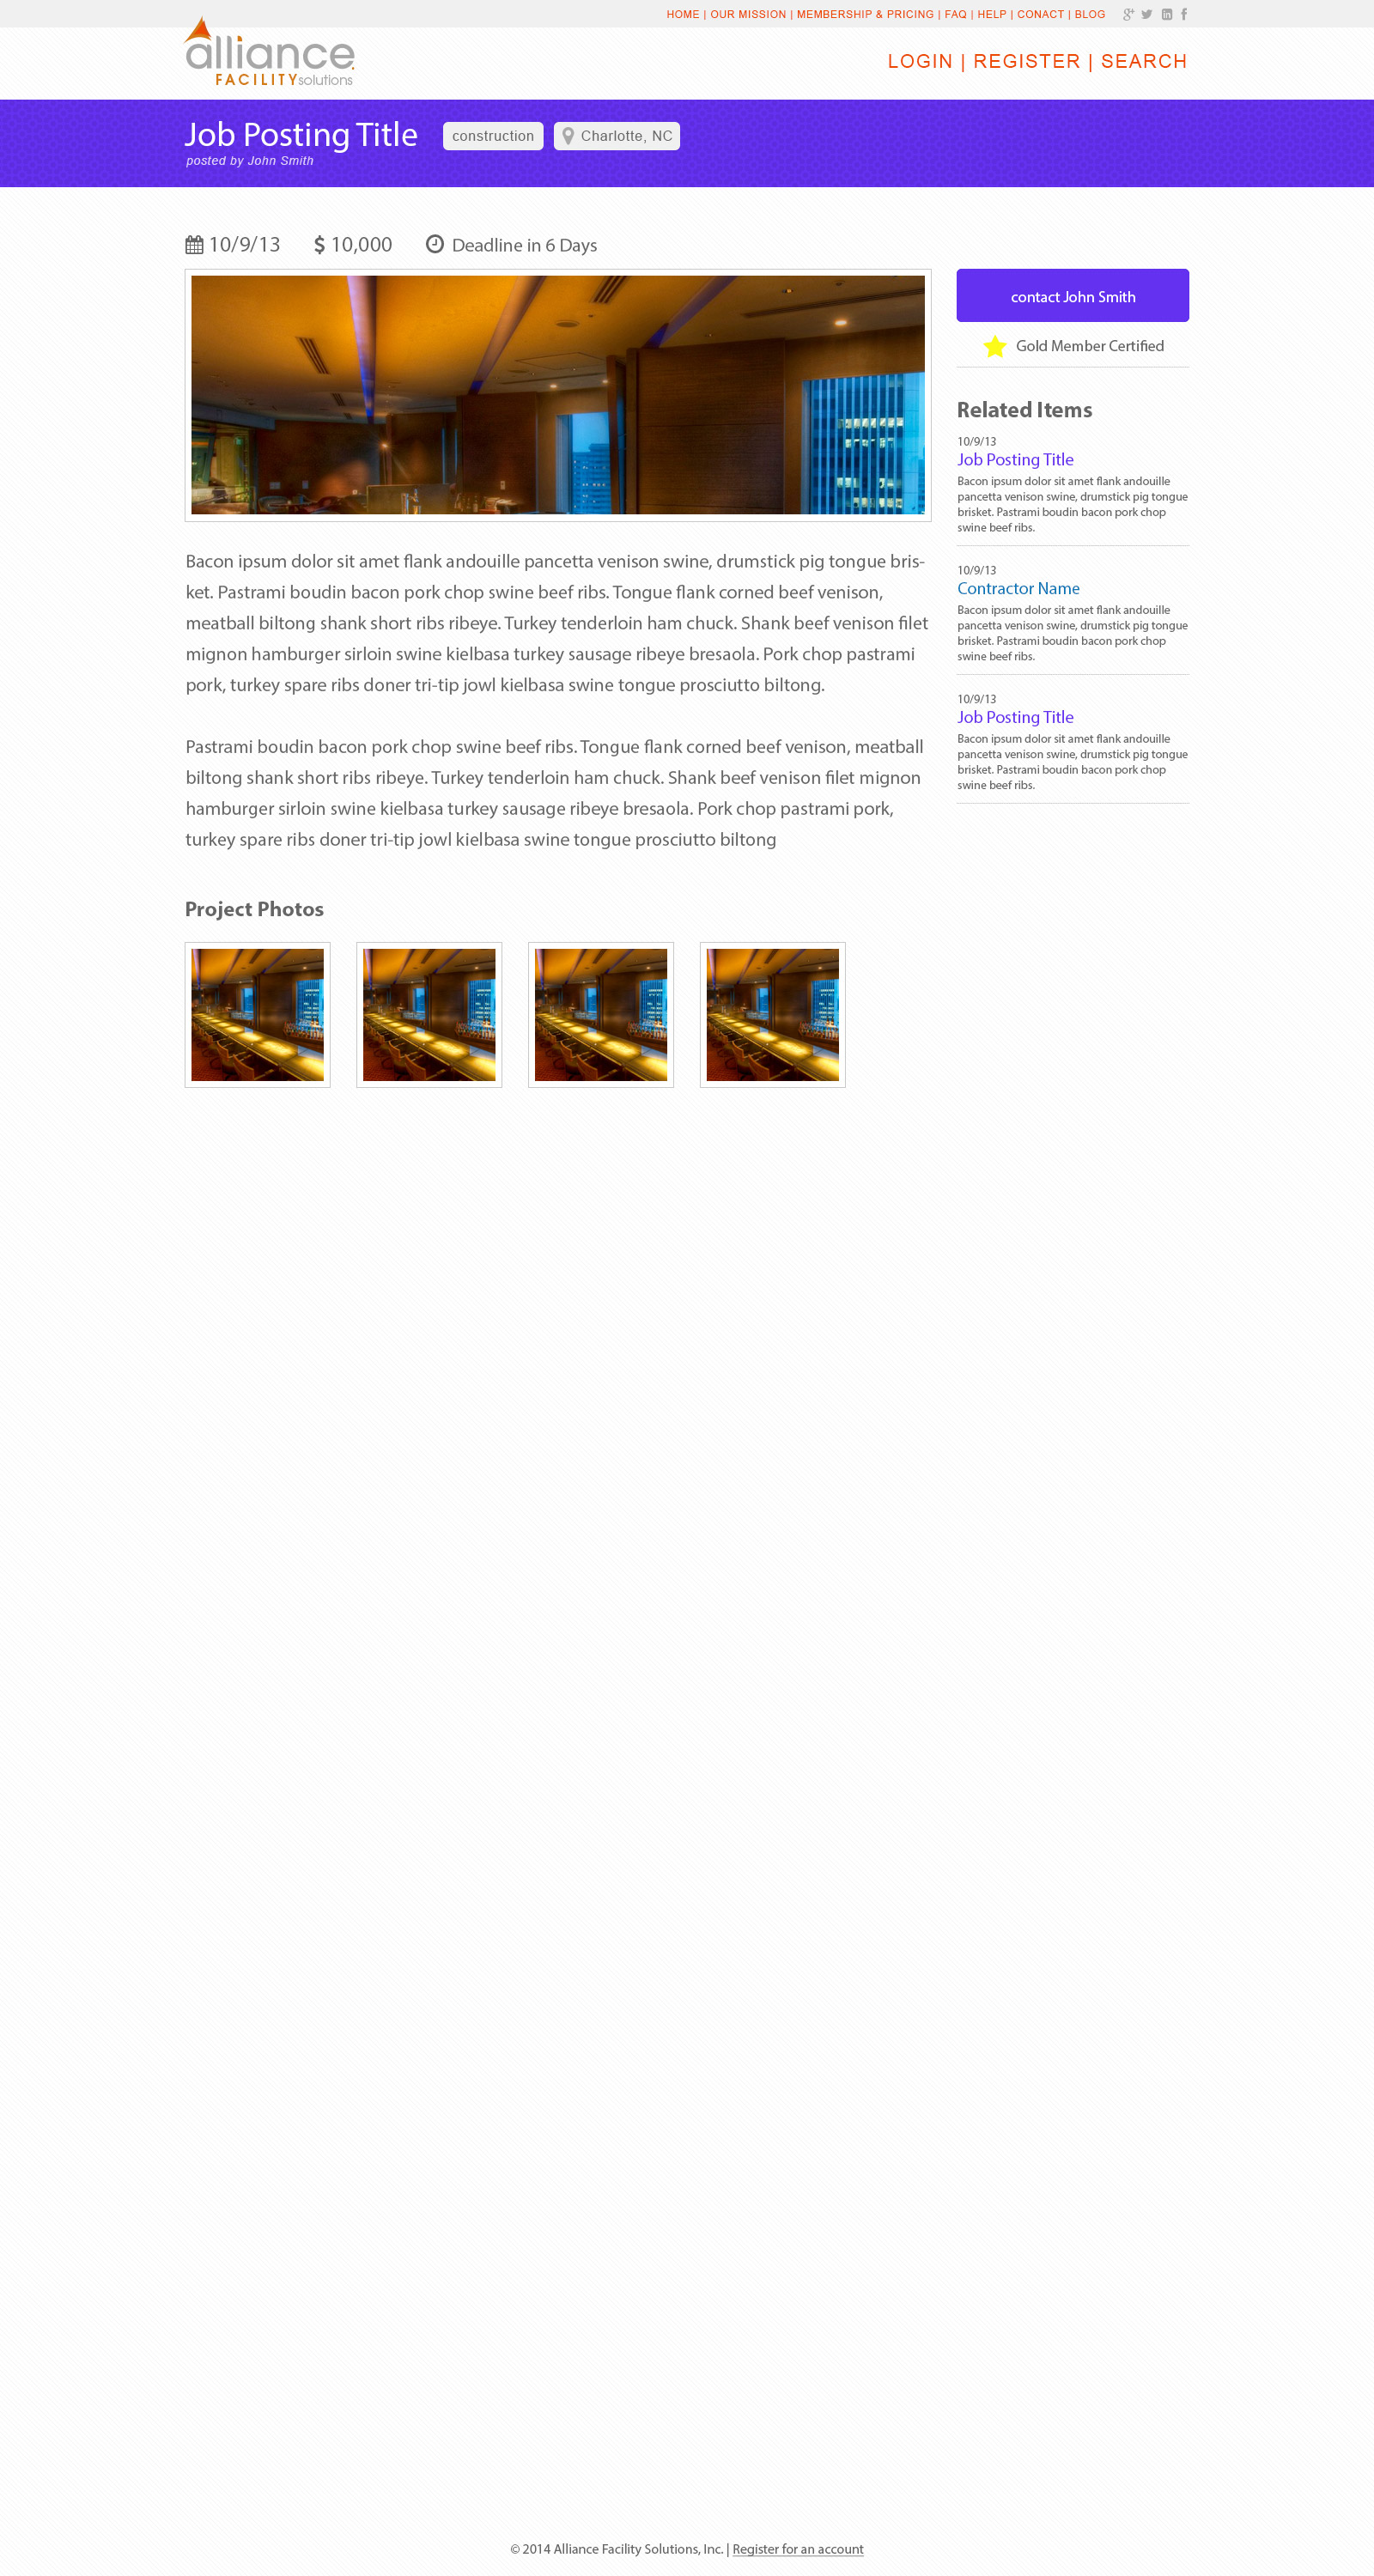 HOME | OUR MISSION | MEMBERSHIP & PRICING | FAQ | HELP | CONACT | BLOG
alliance
FACILITY solutions
LOGIN | REGISTER | SEARCH
Job Posting Title
construction
Charlotte, NC
posted by John Smith
10/9/13
$ 10,000
Deadline in 6 Days
contact John Smith
Gold Member Certified
Bacon ipsum dolor sit amet flank andouille pancetta venison swine, drumstick pig tongue bris-
ket. Pastrami boudin bacon pork chop swine beef ribs. Tongue flank corned beef venison,
meatball biltong shank short ribs ribeye. Turkey tenderloin ham chuck. Shank beef venison filet
mignon hamburger sirloin swine kielbasa turkey sausage ribeye bresaola. Pork chop pastrami
pork, turkey spare ribs doner tri-tip jowl kielbasa swine tongue prosciutto biltong.
Pastrami boudin bacon pork chop swine beef ribs. Tongue flank corned beef venison, meatball
biltong shank short ribs ribeye. Turkey tenderloin ham chuck. Shank beef venison filet mignon
hamburger sirloin swine kielbasa turkey sausage ribeye bresaola. Pork chop pastrami pork,
turkey spare ribs doner tri-tip jowl kielbasa swine tongue prosciutto biltong
Project Photos
Related Items
10/9/13
Job Posting Title
Bacon ipsum dolor sit amet flank andouille
pancetta venison swine, drumstick pig tongue
brisket. Pastrami boudin bacon pork chop
swine beef ribs.
10/9/13
Contractor Name
Bacon ipsum dolor sit amet flank andouille
pancetta venison swine, drumstick pig tongue
brisket. Pastrami boudin bacon pork chop
swine beef ribs.
10/9/13
Job Posting Title
Bacon ipsum dolor sit amet flank andouille
pancetta venison swine, drumstick pig tongue
brisket. Pastrami boudin bacon pork chop
swine beef ribs.
© 2014 Alliance Facility Solutions, Inc. | Register for an account